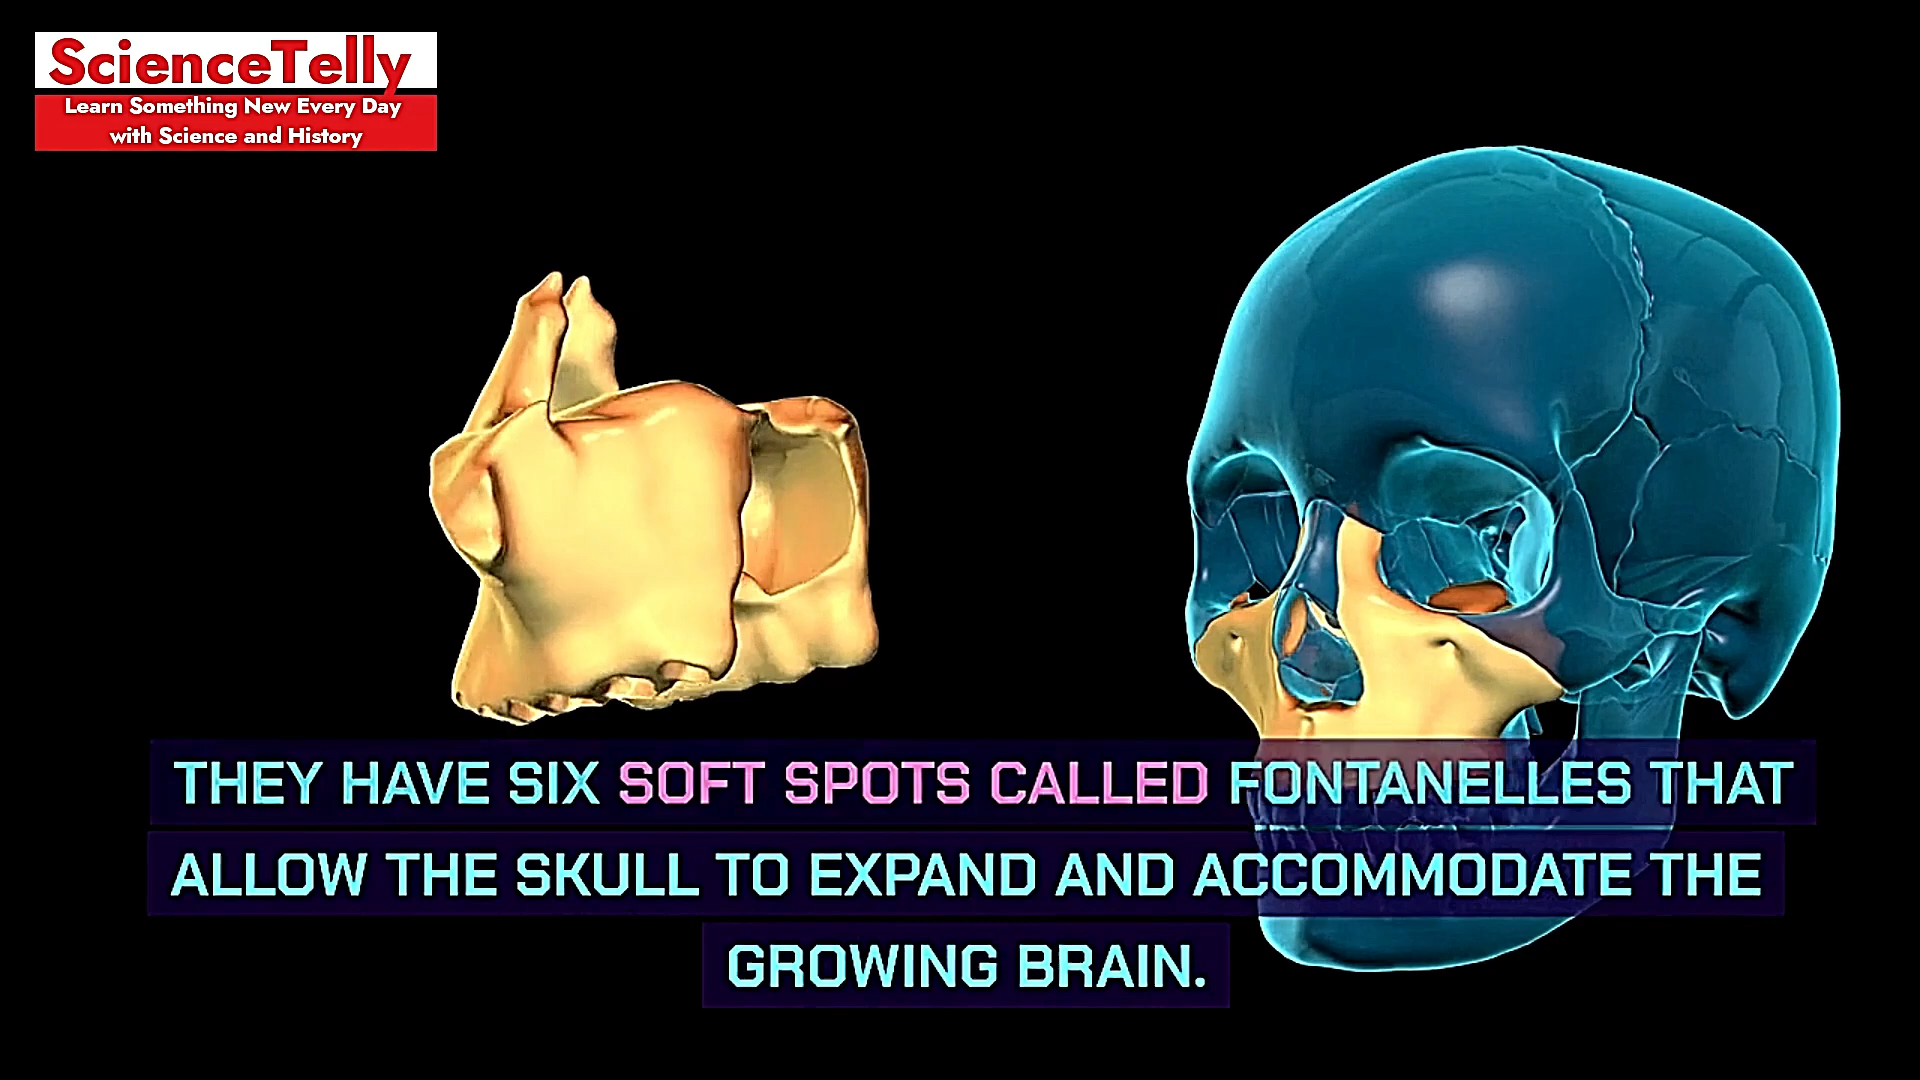 ScienceTelly
Learn Something New Every Day
with Science and History
THEY HAVE SIX SOFT SPOTS CALLED FONTANELLES THAT
ALLOW THE SKULL TO EXPAND AND ACCOMMODATE THE
GROWING BRAIN.